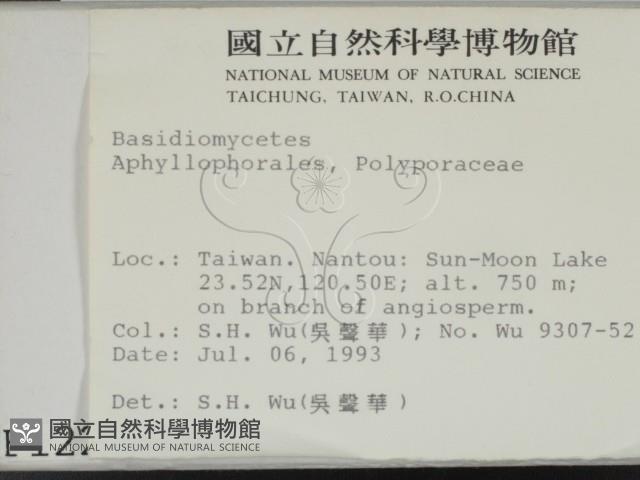 國立自然科學博物館
NATIONAL MUSEUM OF NATURAL SCIENCE
TAICHUNG, TAIWAN, R.O.CHINA
Basidiomycetes
Aphyllophorales, Polyporaceae
Loc.: Taiwan. Nantou: Sun-Moon Lake
23.52N,120.50E; alt. 750 m;
on branch of angiosperm.
Col.: S.H. Wu(吳聲華); No. Wu 9307-52
Date: Jul. 06, 1993
Det.: S.H. Wu(吳聲華)
國立自然科學博物館
NATIONAL MUSEUM OF NATURAL SCIENCE